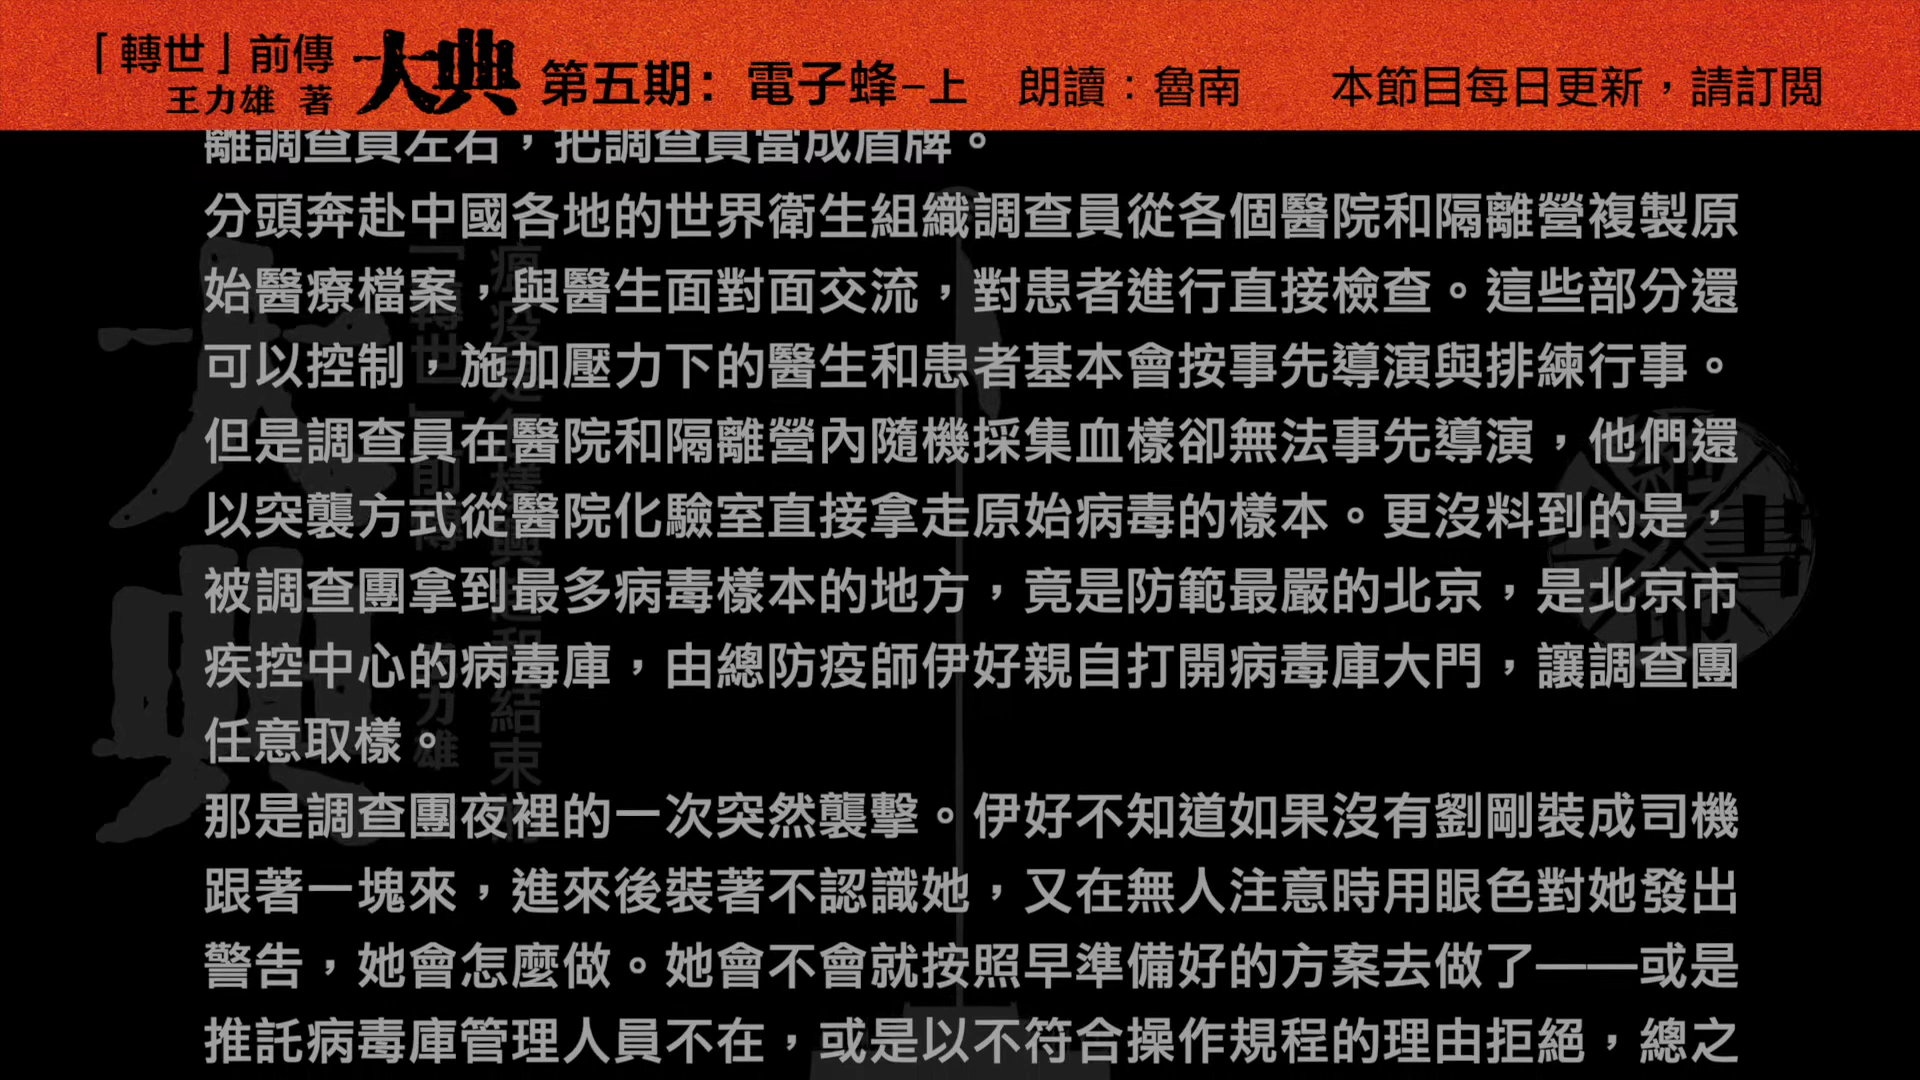 「轉世」前傳
王力雄 著
大典
第五期：電子蜂-上
朗讀：魯南
本節目每日更新，請訂閱
離調查員左右，把調查員當成盾牌。
分頭奔赴中國各地的世界衛生組織調查員從各個醫院和隔離營複製原
始醫療檔案，與醫生面對面交流，對患者進行直接檢查。這些部分還
可以控制，施加壓力下的醫生和患者基本會按事先導演與排練行事。
但是調查員在醫院和隔離營內隨機採集血樣卻無法事先導演，他們還
以突襲方式從醫院化驗室直接拿走原始病毒的樣本。更沒料到的是，
被調查團拿到最多病毒樣本的地方，竟是防範最嚴的北京，是北京市
疾控中心的病毒庫，由總防疫師伊好親自打開病毒庫大門，讓調查團
任意取樣。
那是調查團夜裡的一次突然襲擊。伊好不知道如果沒有劉剛裝成司機
跟著一塊來，進來後裝著不認識她，又在無人注意時用眼色對她發出
警告，她會怎麼做。她會不會就按照早準備好的方案去做了——或是
推託病毒庫管理人員不在，或是以不符合操作規程的理由拒絕，總之
大典